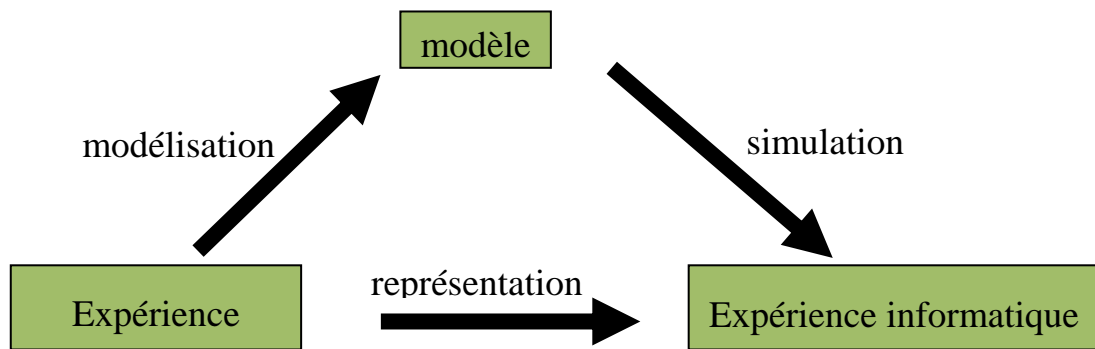 modèle
modélisation
simulation
représentation
Expérience
Expérience informatique